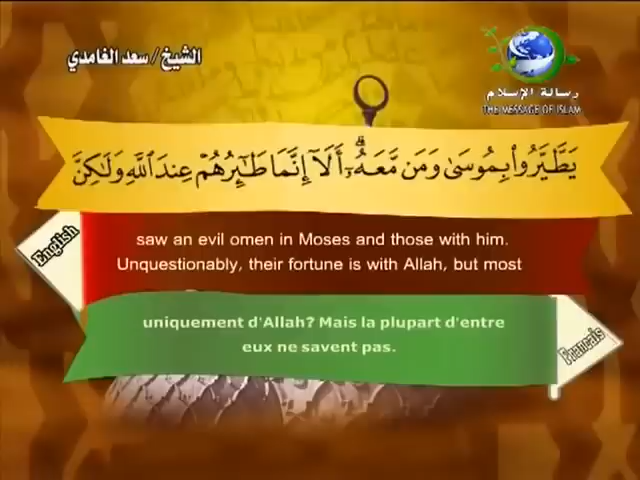 الشيخ/سعد الغامدي
رسالة الإسلام
THE MESSAGE OF ISLAM
يَطَّيَّرُوا۟ بِمُوسَىٰ وَمَن مَّعَهُۥٓ ۗ أَلَآ إِنَّمَا طَـٰٓئِرُهُمْ عِندَ ٱللَّهِ وَلَـٰكِنَّ
English
saw an evil omen in Moses and those with him.
Unquestionably, their fortune is with Allah, but most
uniquement d'Allah? Mais la plupart d'entre
eux ne savent pas.
Français